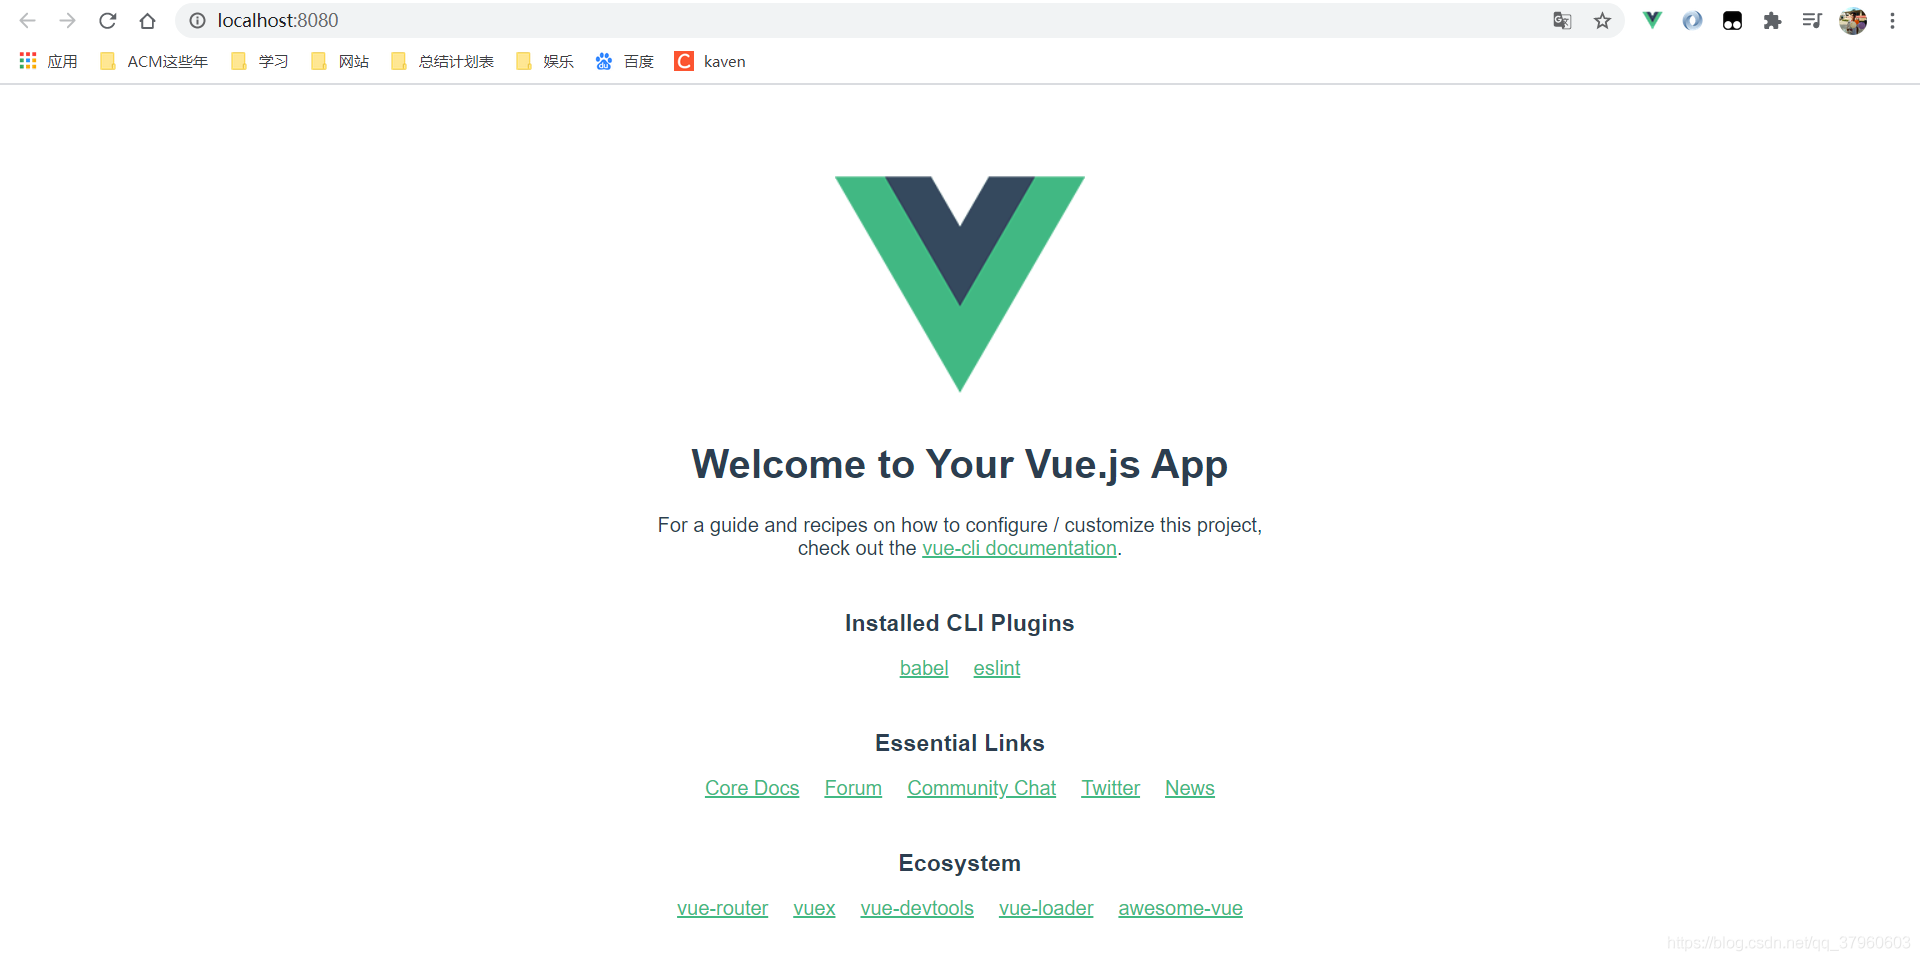 localhost:8080
应用 ACM这些年 学习 网站 总结计划表 娱乐 百度 kaven
Welcome to Your Vue.js App
For a guide and recipes on how to configure / customize this project,
check out the vue-cli documentation.
Installed CLI Plugins
babel eslint
Essential Links
Core Docs Forum Community Chat Twitter News
Ecosystem
vue-router vuex vue-devtools vue-loader awesome-vue
https://blog.csdn.net/qq_37960603